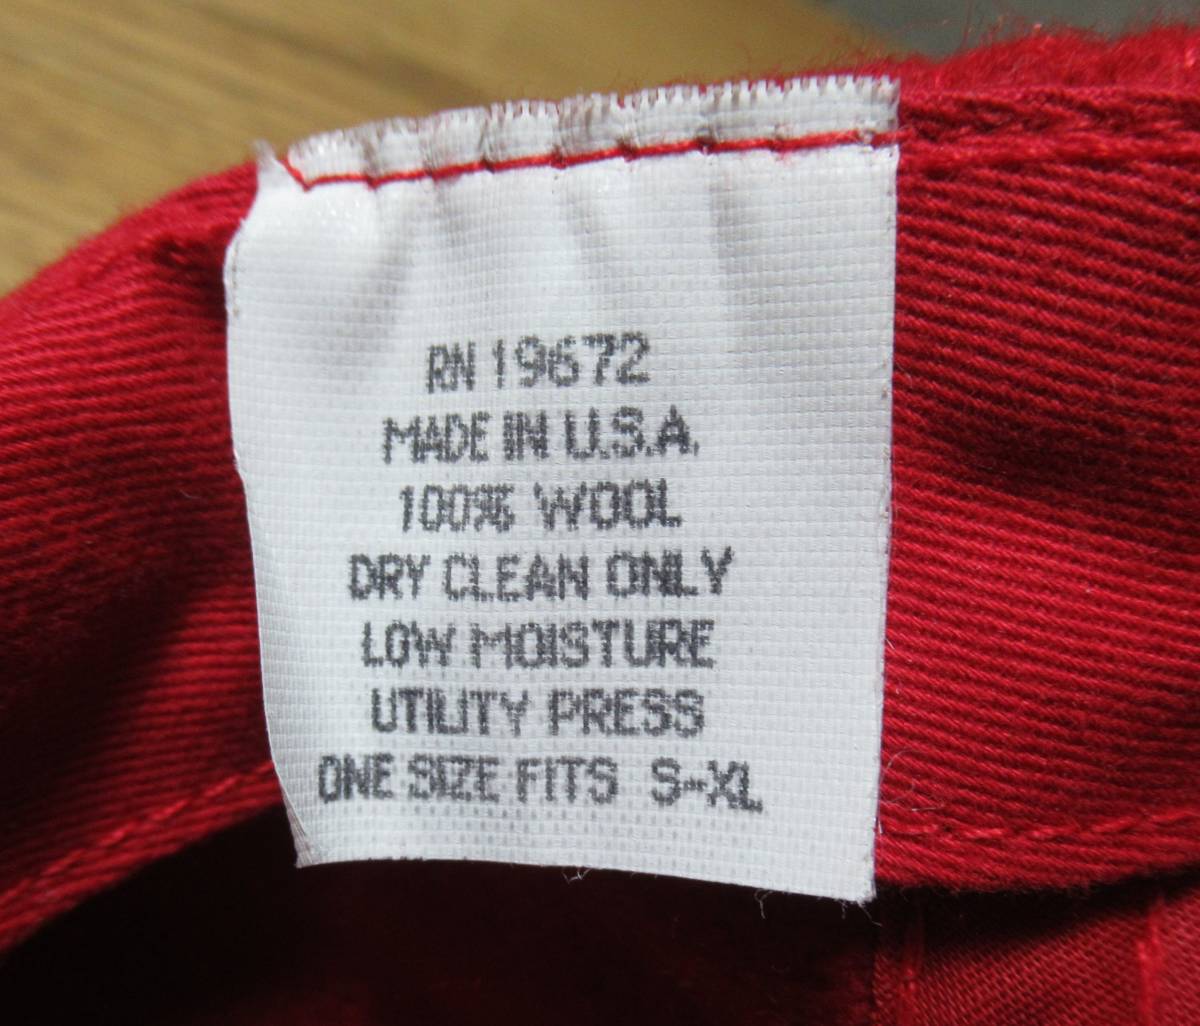 RN 19672
MADE IN U.S.A.
100% WOOL
DRY CLEAN ONLY
LOW MOISTURE
UTILITY PRESS
ONE SIZE FITS S-XL